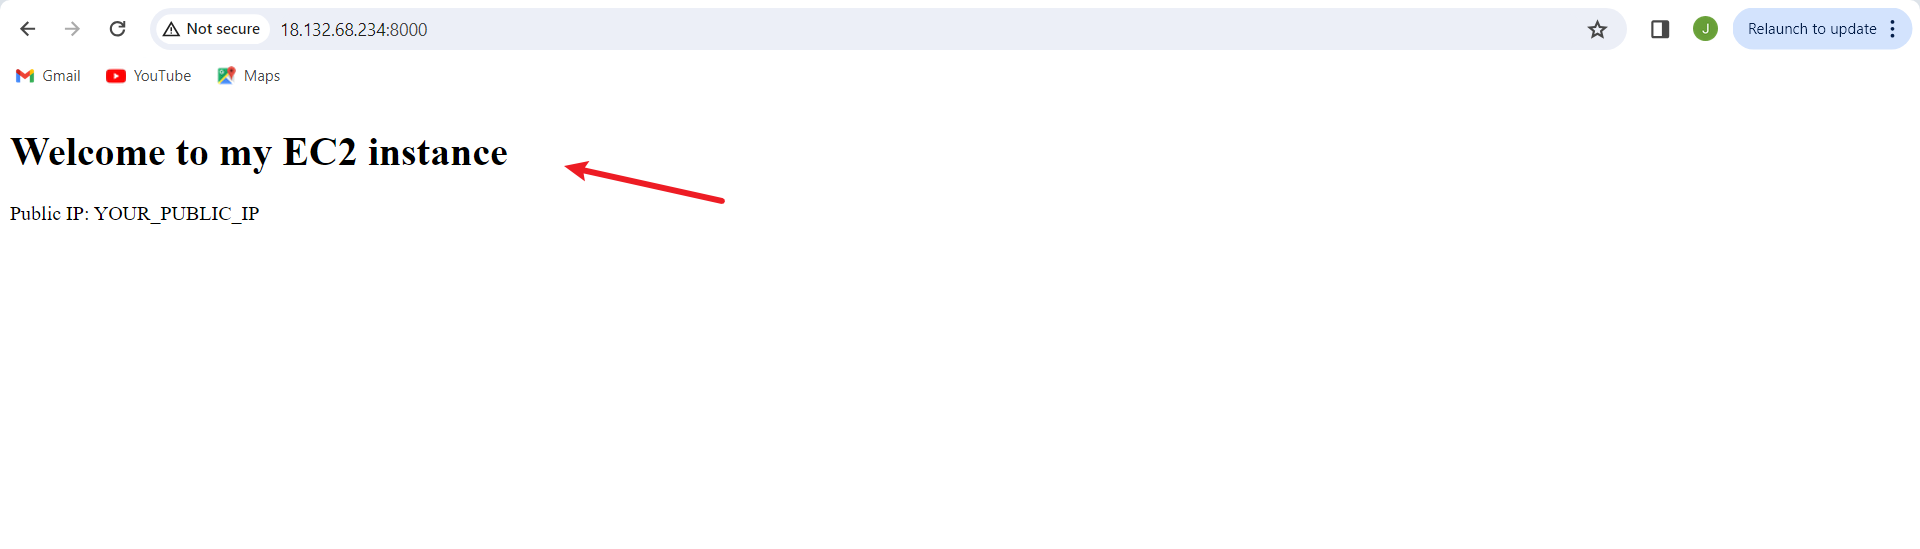 Not secure 18.132.68.234:8000 J Relaunch to update
Gmail YouTube Maps
Welcome to my EC2 instance
Public IP: YOUR_PUBLIC_IP